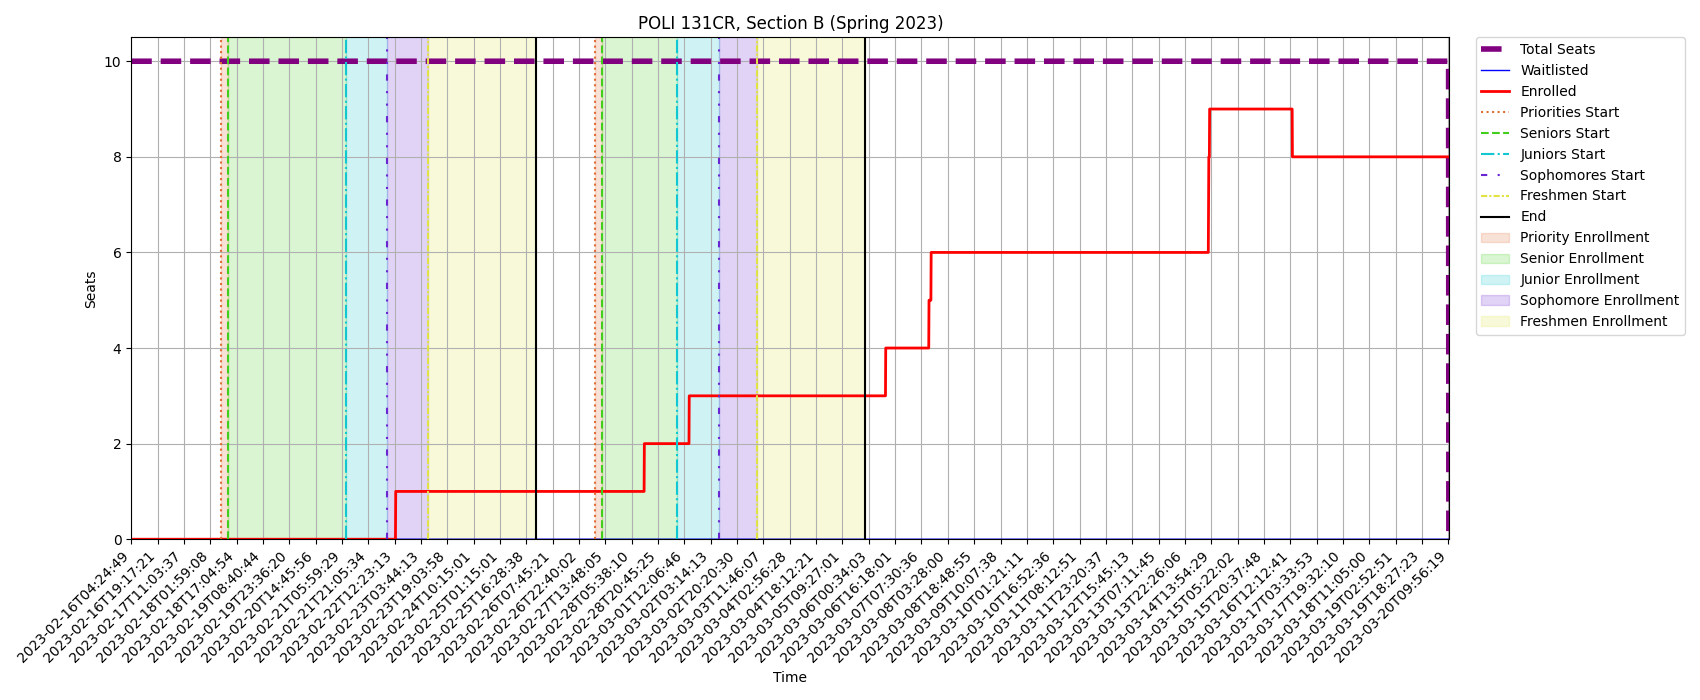 POLI 131CR, Section B (Spring 2023)
10
8
6
4
2
0
Seats
2023-02-16T04:24:49
2023-02-16T19:17:21
2023-02-17T11:03:37
2023-02-18T01:59:08
2023-02-18T17:04:54
2023-02-19T08:40:44
2023-02-19T23:36:20
2023-02-20T14:45:56
2023-02-21T05:59:29
2023-02-21T21:05:34
2023-02-22T12:23:13
2023-02-23T03:44:13
2023-02-23T19:03:58
2023-02-24T10:15:01
2023-02-25T01:15:01
2023-02-25T16:28:38
2023-02-26T07:45:21
2023-02-26T22:40:02
2023-02-27T13:48:05
2023-02-28T05:38:10
2023-02-28T20:45:25
2023-03-01T12:06:46
2023-03-02T03:14:13
2023-03-02T20:20:30
2023-03-03T11:46:07
2023-03-04T02:56:28
2023-03-04T18:12:21
2023-03-05T09:27:01
2023-03-06T00:34:03
2023-03-06T16:18:01
2023-03-07T07:30:36
2023-03-08T03:28:00
2023-03-08T18:48:55
2023-03-09T10:07:38
2023-03-10T01:21:11
2023-03-10T16:52:36
2023-03-11T08:12:51
2023-03-11T23:20:37
2023-03-12T15:45:13
2023-03-13T07:11:45
2023-03-13T22:26:06
2023-03-14T13:54:29
2023-03-15T05:22:02
2023-03-15T20:37:48
2023-03-16T12:12:41
2023-03-17T03:33:53
2023-03-17T19:32:10
2023-03-18T11:05:00
2023-03-19T02:52:51
2023-03-19T18:27:23
2023-03-20T09:56:19
Time
Total Seats
Waitlisted
Enrolled
Priorities Start
Seniors Start
Juniors Start
Sophomores Start
Freshmen Start
End
Priority Enrollment
Senior Enrollment
Junior Enrollment
Sophomore Enrollment
Freshmen Enrollment